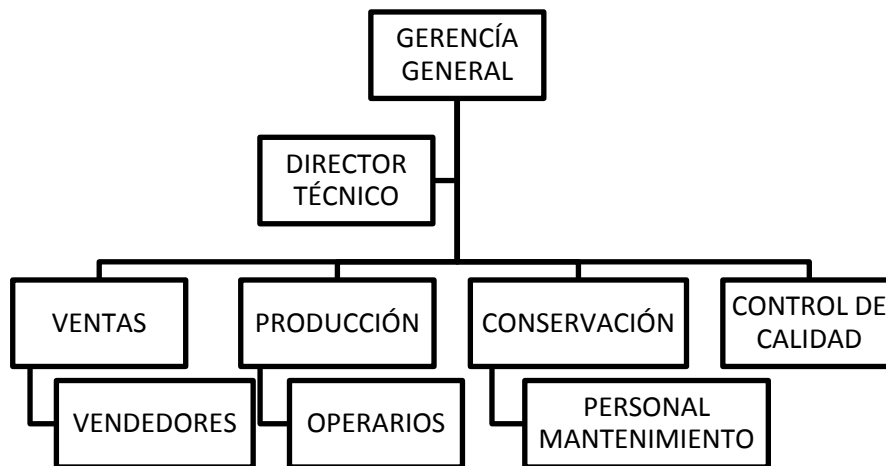 GERENCÍA
GENERAL
DIRECTOR
TÉCNICO
VENTAS
PRODUCCIÓN
CONSERVACIÓN
CONTROL DE
CALIDAD
VENDEDORES
OPERARIOS
PERSONAL
MANTENIMIENTO